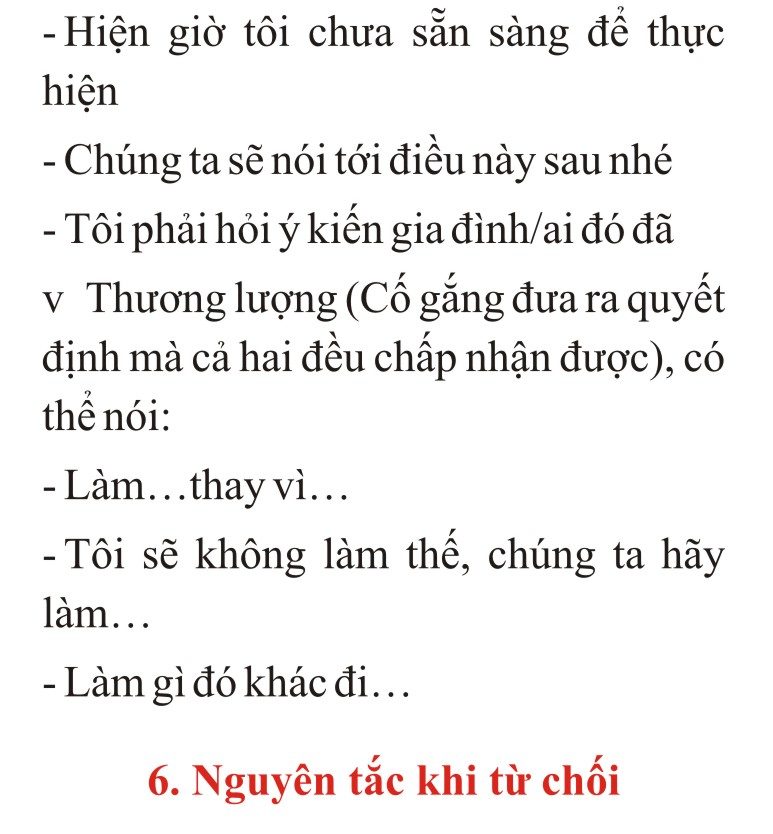 - Hiện giờ tôi chưa sẵn sàng để thực
hiện
- Chúng ta sẽ nói tới điều này sau nhé
- Tôi phải hỏi ý kiến gia đình/ai đó đã
v Thương lượng (Cố gắng đưa ra quyết
định mà cả hai đều chấp nhận được), có
thể nói:
- Làm…thay vì…
- Tôi sẽ không làm thế, chúng ta hãy
làm…
- Làm gì đó khác đi…
6. Nguyên tắc khi từ chối